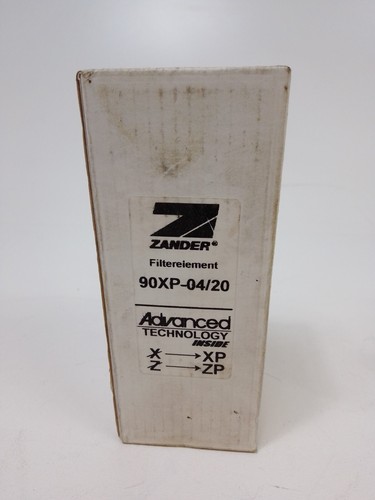 ZANDER®
Filterelement
90XP-04/20
Advanced
TECHNOLOGY
INSIDE
X → XP
Z → ZP